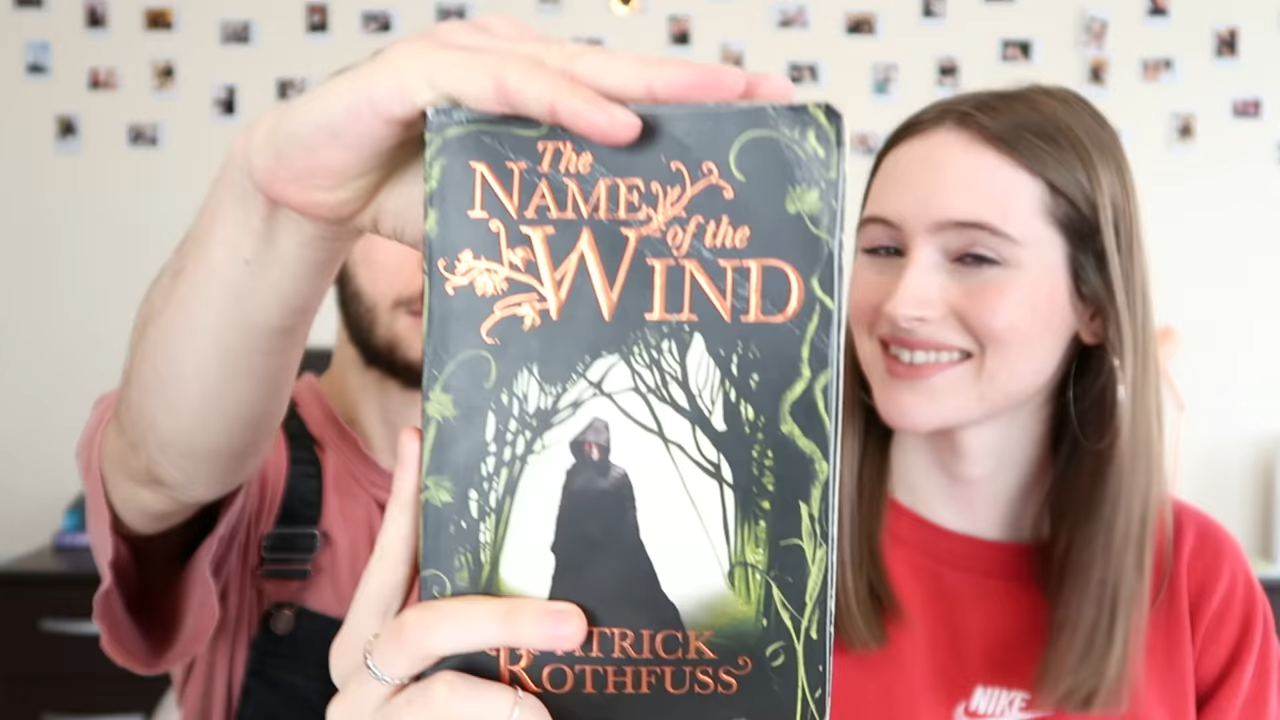 The
NAME
of the
WIND
PATRICK
ROTHFUSS
NIKE